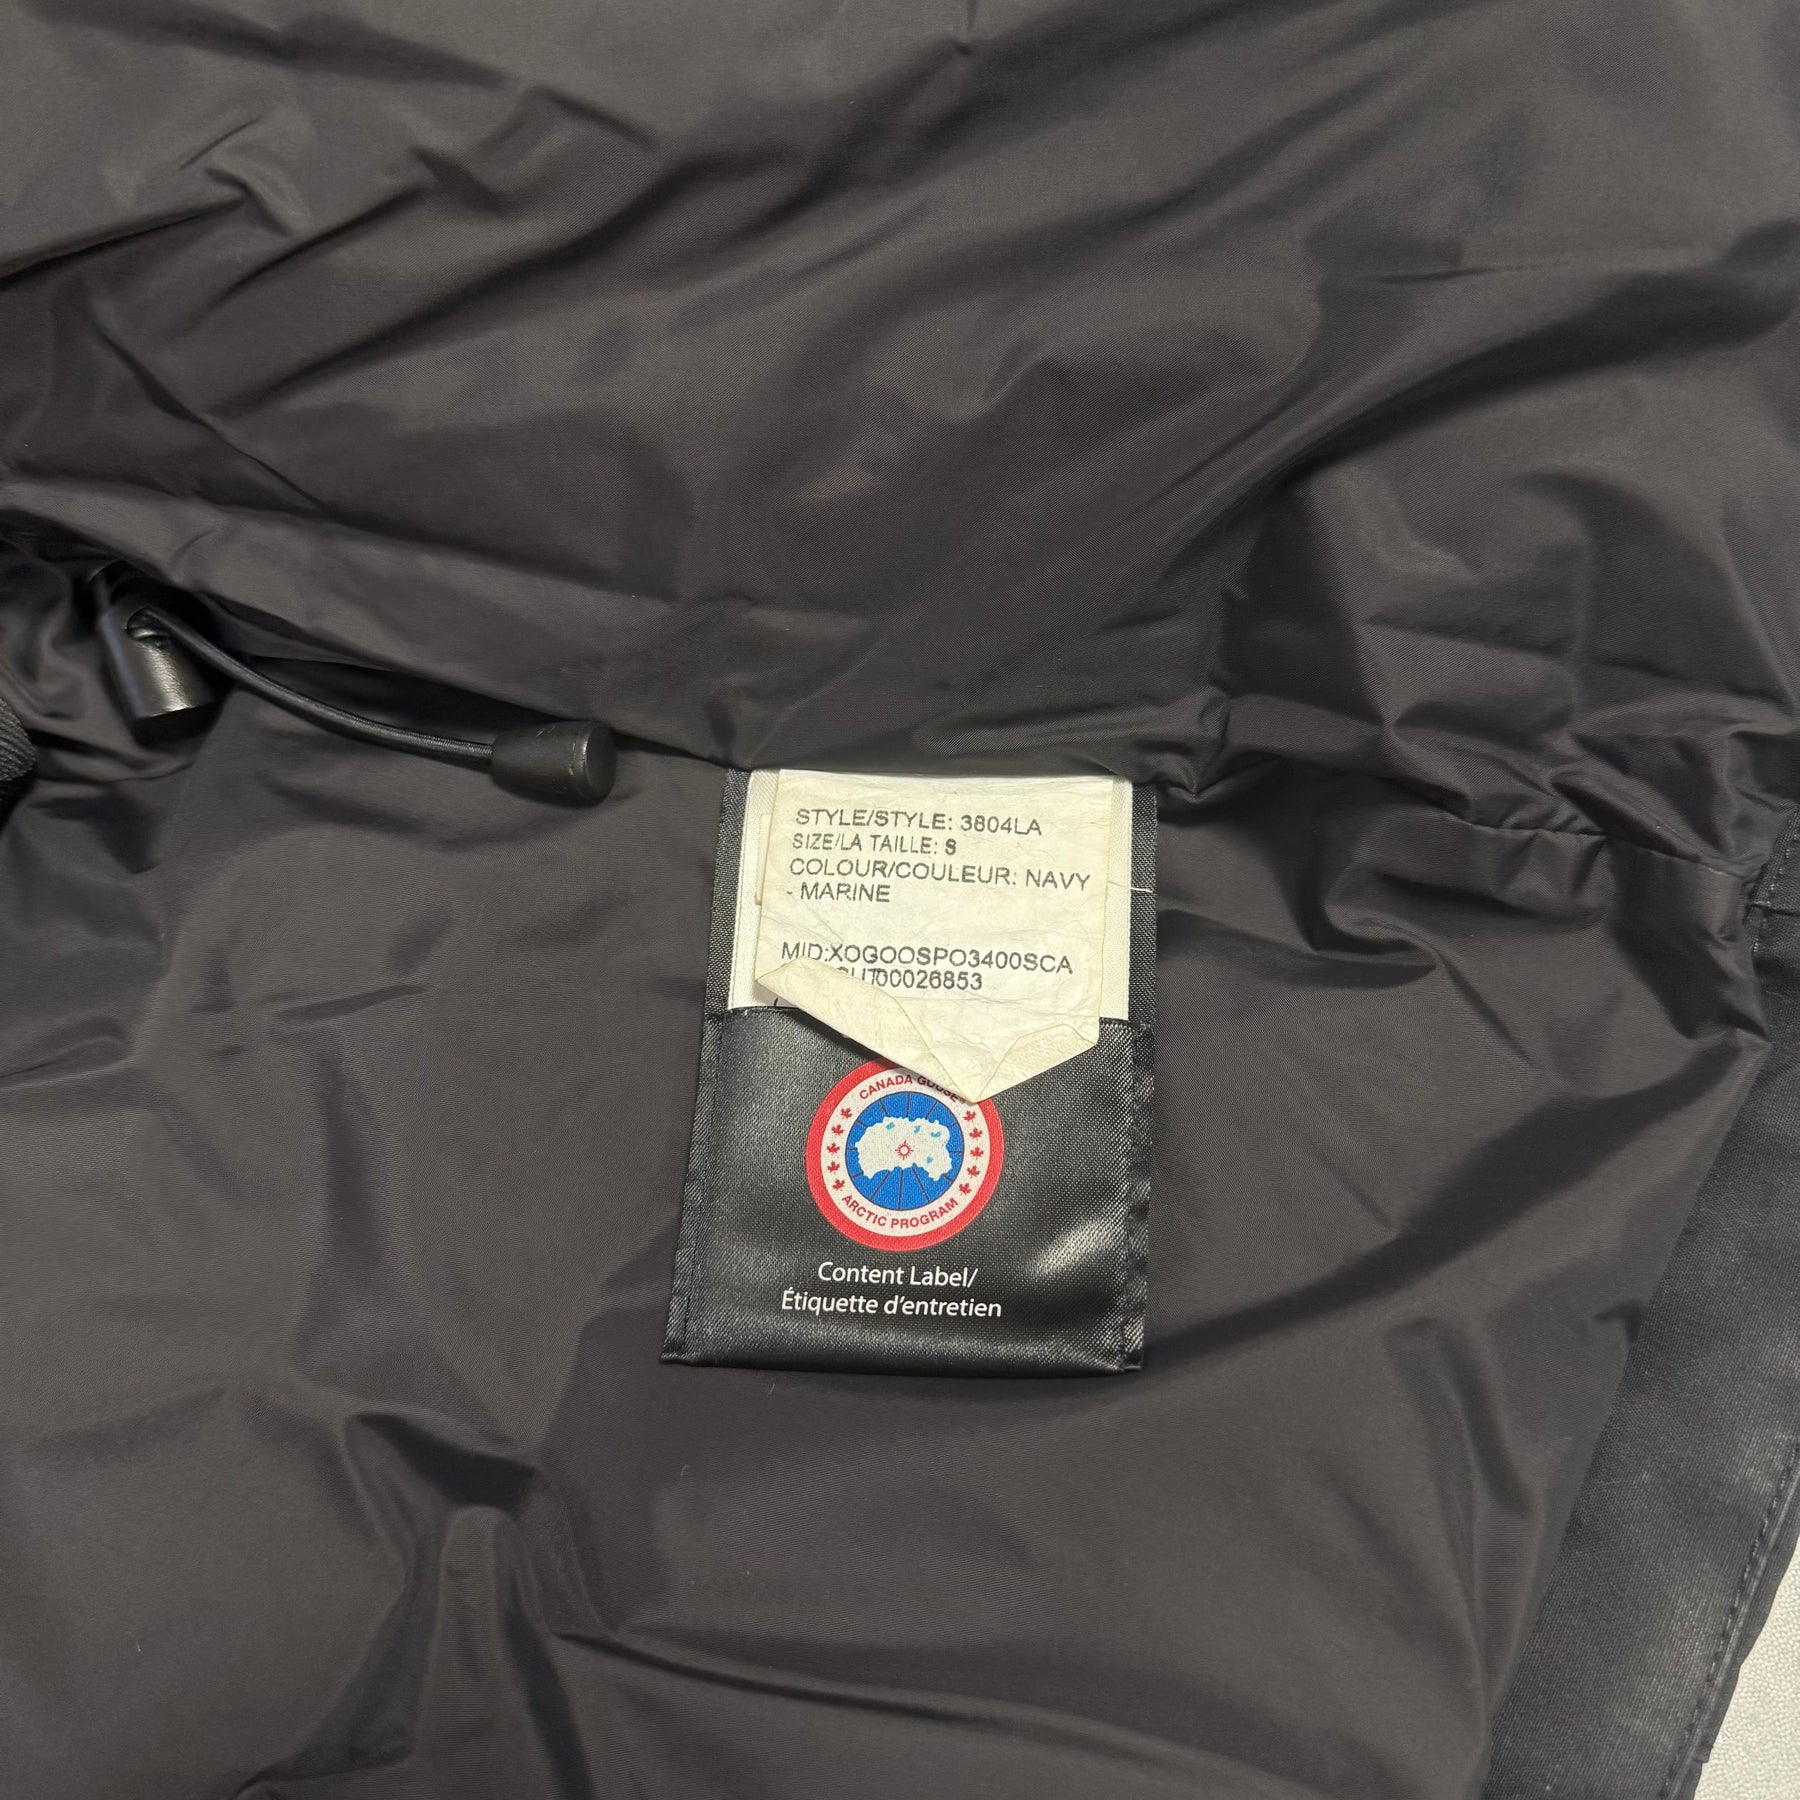 STYLE/STYLE: 3804LA
SIZE/LA TAILLE: S
COLOUR/COULEUR: NAVY
- MARINE
MID:XOGOOSPO3400SCA
CUT00026853
CANADA GOOSE®
ARCTIC PROGRAM
Content Label/
Étiquette d'entretien